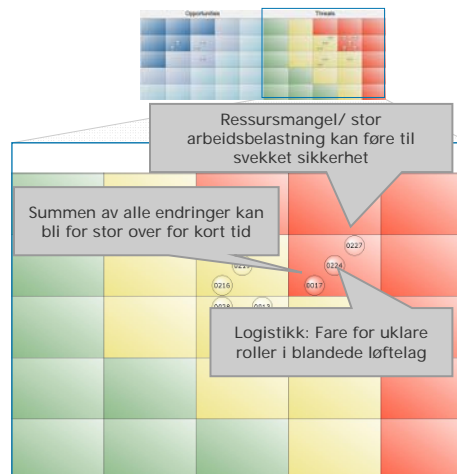 Opportunities
Threats
Ressursmangel/ stor
arbeidsbelastning kan føre til
svekket sikkerhet
Summen av alle endringer kan
bli for stor over for kort tid
0227
0224
0216
0017
Logistikk: Fare for uklare
roller i blandede løftelag